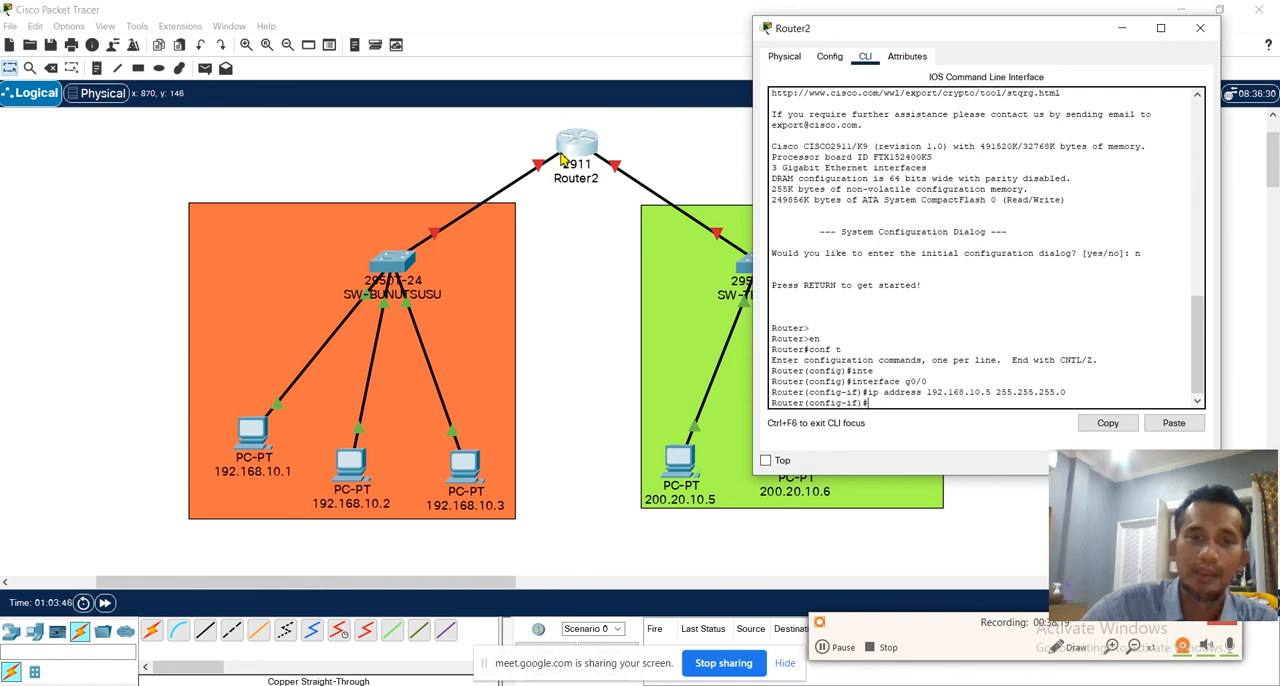 Cisco Packet Tracer
File Edit Options View Tools Extensions Window Help
Logical
Physical x: 870, y: 146
08:36:30
2911
Router2
2950T-24
SW-BUNUTSUSU
PC-PT
192.168.10.1
PC-PT
192.168.10.2
PC-PT
192.168.10.3
PC-PT
200.20.10.5
PC-PT
200.20.10.6
Router2
Physical Config CLI Attributes
IOS Command Line Interface
http://www.cisco.com/wwl/export/crypto/tool/stqrg.html
If you require further assistance please contact us by sending email to
export@cisco.com.
Cisco CISCO2911/K9 (revision 1.0) with 491520K/32768K bytes of memory.
Processor board ID FTX152400KS
3 Gigabit Ethernet interfaces
DRAM configuration is 64 bits wide with parity disabled.
255K bytes of non-volatile configuration memory.
249856K bytes of ATA System CompactFlash 0 (Read/Write)
--- System Configuration Dialog ---
Would you like to enter the initial configuration dialog? [yes/no]: n
Press RETURN to get started!
Router>
Router>en
Router#conf t
Enter configuration commands, one per line. End with CNTL/Z.
Router(config)#inte
Router(config)#interface g0/0
Router(config-if)#ip address 192.168.10.5 255.255.255.0
Router(config-if)#
Ctrl+F6 to exit CLI focus
Copy Paste
Top
Time: 01:03:46
Scenario 0
Fire Last Status Source
Copper Straight-Through
meet.google.com is sharing your screen. Stop sharing Hide
Recording: 00:38:19
Pause Stop Draw x1
Activate Windows